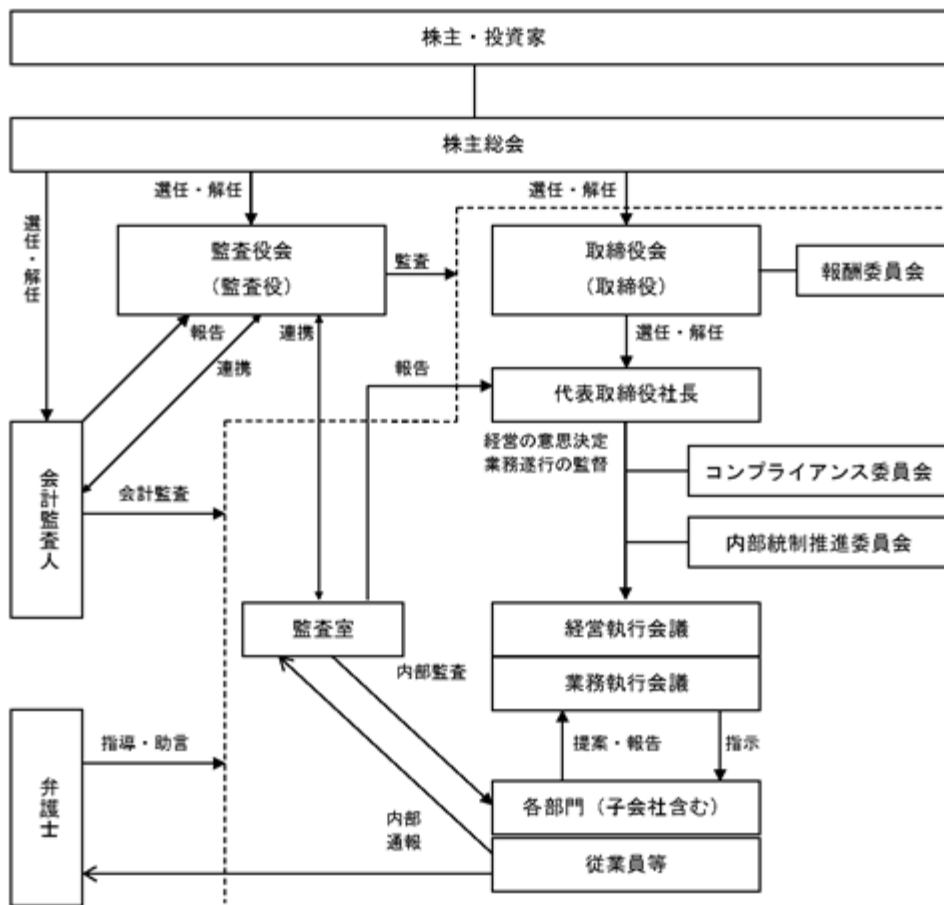 株主・投資家
株主総会
選任・解任
選任・解任
選任・解任
監査役会
（監査役）
監査
取締役会
（取締役）
報酬委員会
報告
連携
連携
選任・解任
報告
代表取締役社長
経営の意思決定
業務遂行の監督
コンプライアンス委員会
会計監査人
会計監査
内部統制推進委員会
監査室
経営執行会議
内部監査
業務執行会議
弁護士
指導・助言
提案・報告
指示
各部門（子会社含む）
内部
通報
従業員等